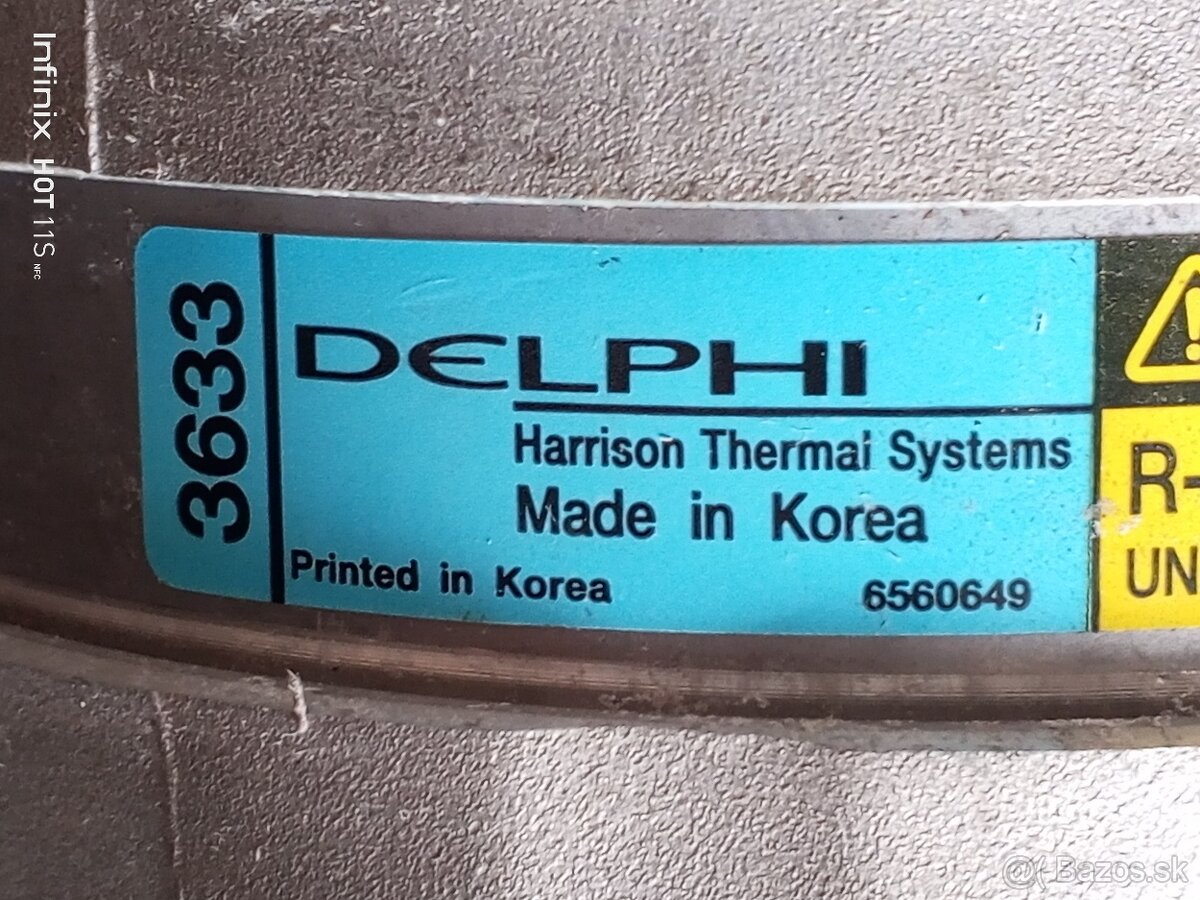 Infinix HOT 11S
NFC
3633
DELPHI
Harrison Thermal Systems
Made in Korea
Printed in Korea
6560649
R-
UN
@( Bazos.sk